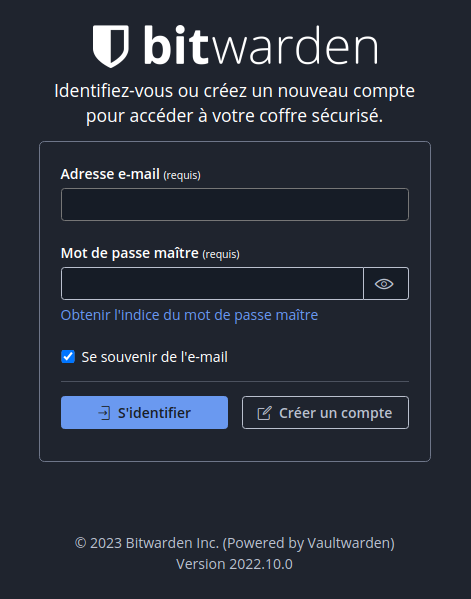 bitwarden
Identifiez-vous ou créez un nouveau compte
pour accéder à votre coffre sécurisé.
Adresse e-mail (requis)
Mot de passe maître (requis)
Obtenir l'indice du mot de passe maître
Se souvenir de l'e-mail
S'identifier
Créer un compte
© 2023 Bitwarden Inc. (Powered by Vaultwarden)
Version 2022.10.0